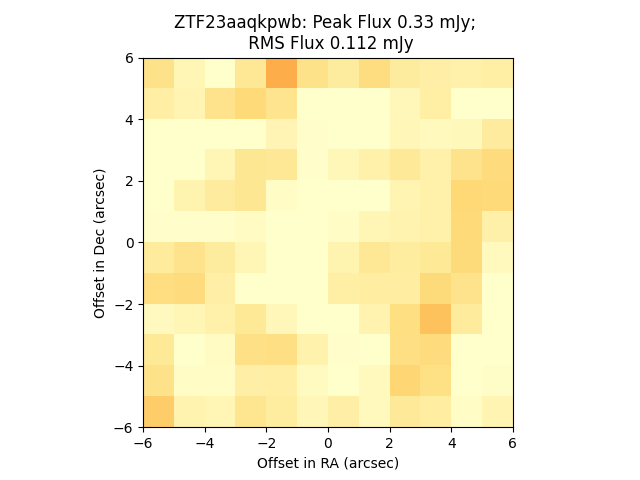 ZTF23aaqkpwb: Peak Flux 0.33 mJy;
RMS Flux 0.112 mJy
6
4
2
0
−2
−4
−6
Offset in Dec (arcsec)
−6 −4 −2 0 2 4 6
Offset in RA (arcsec)